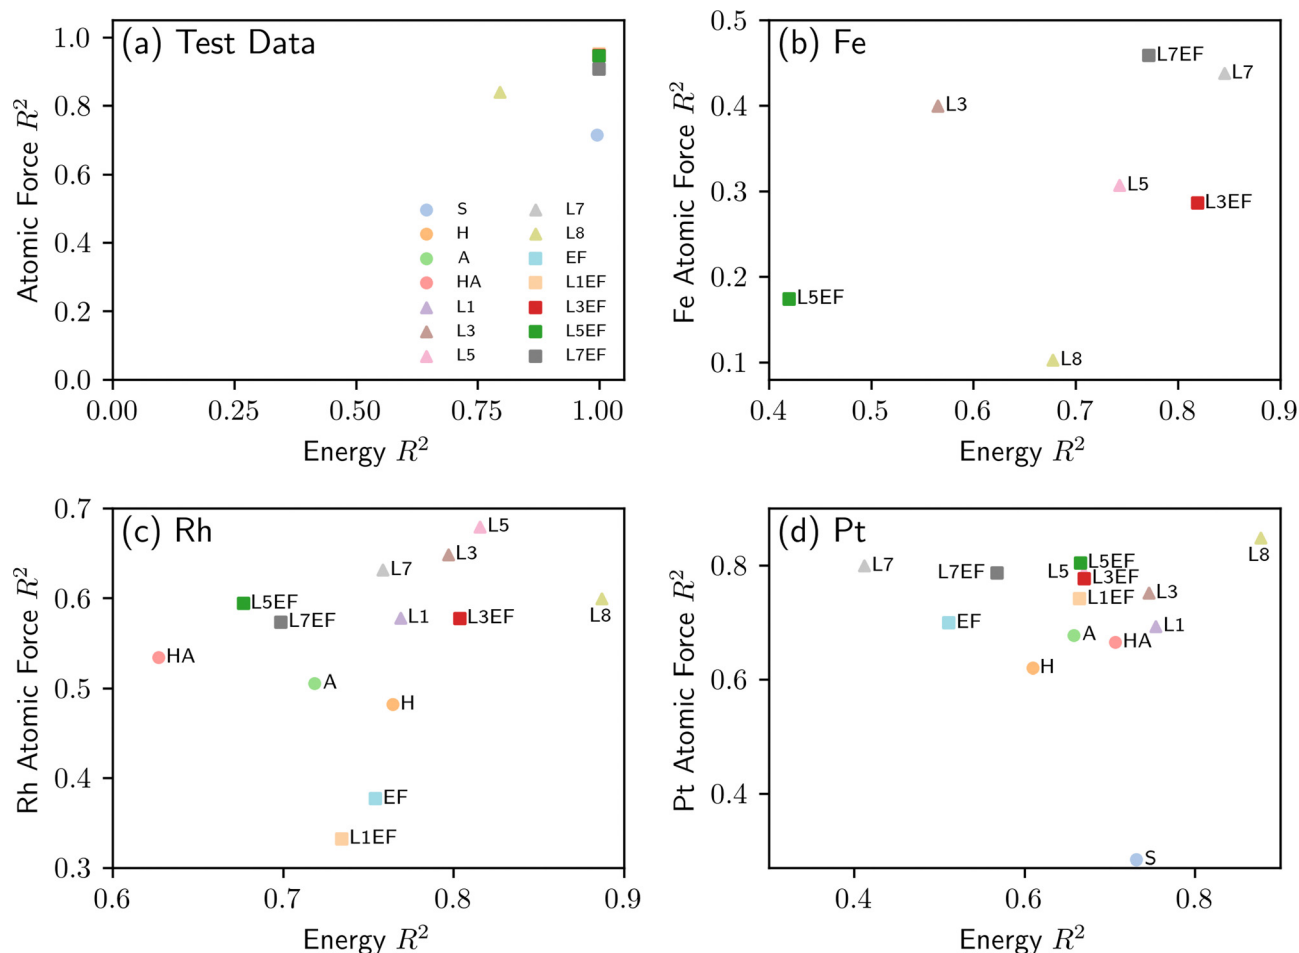 (a) Test Data
Atomic Force R²
1.0
0.8
0.6
0.4
0.2
0.0
S
H
A
HA
L1
L3
L5
L7
L8
EF
L1EF
L3EF
L5EF
L7EF
0.00 0.25 0.50 0.75 1.00
Energy R²
(b) Fe
Fe Atomic Force R²
0.5
0.4
0.3
0.2
0.1
L7EF
L7
L3
L5
L3EF
L5EF
L8
0.4 0.5 0.6 0.7 0.8 0.9
Energy R²
(c) Rh
Rh Atomic Force R²
0.7
0.6
0.5
0.4
0.3
L5
L3
L7
L5EF
L7EF
L1
L3EF
L8
HA
A
H
EF
L1EF
0.6 0.7 0.8 0.9
Energy R²
(d) Pt
Pt Atomic Force R²
0.8
0.6
0.4
L8
L7
L7EF
L5
L5EF
L3EF
L3
L1EF
EF
A
HA
L1
H
S
0.4 0.6 0.8
Energy R²